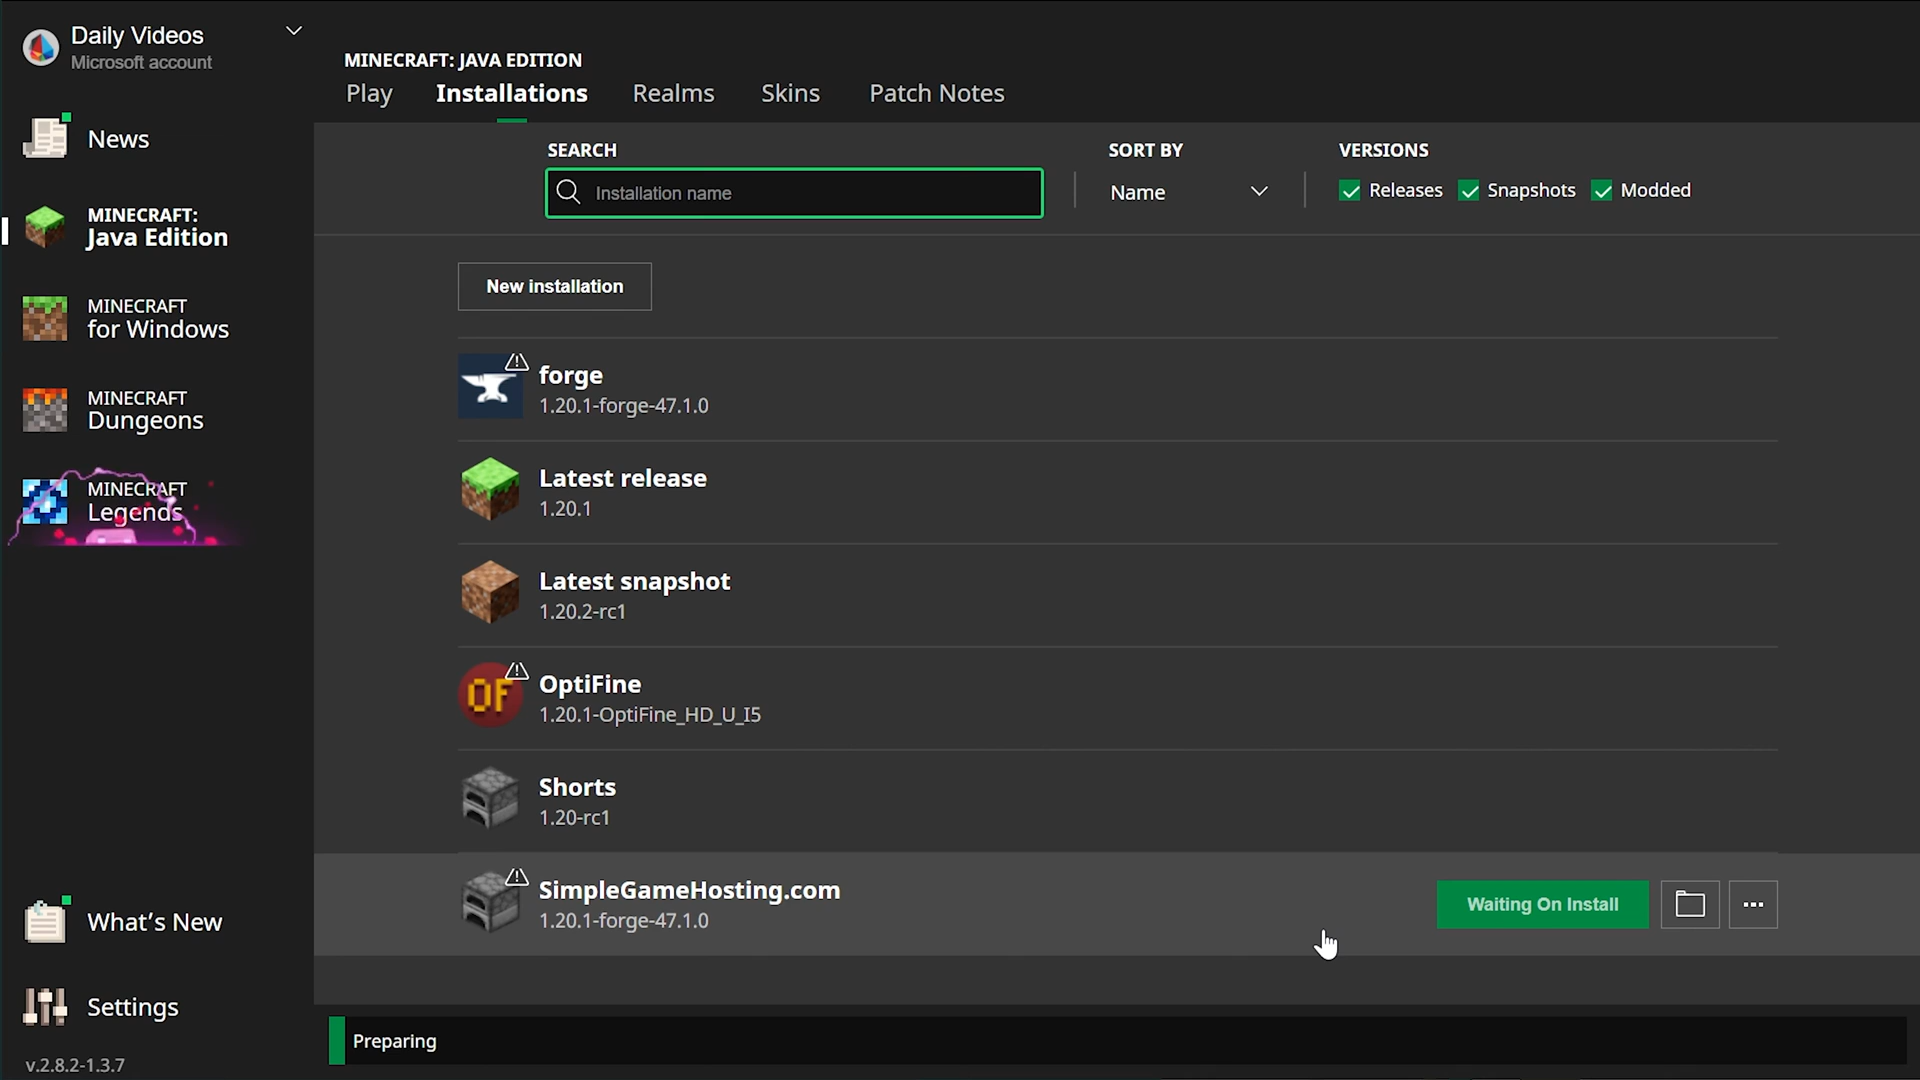 Daily Videos
Microsoft account
News
MINECRAFT:
Java Edition
MINECRAFT
for Windows
MINECRAFT
Dungeons
MINECRAFT
Legends
What's New
Settings
v.2.8.2-1.3.7
MINECRAFT: JAVA EDITION
Play Installations Realms Skins Patch Notes
SEARCH
Installation name
SORT BY
Name
VERSIONS
Releases Snapshots Modded
New installation
forge
1.20.1-forge-47.1.0
Latest release
1.20.1
Latest snapshot
1.20.2-rc1
OF
OptiFine
1.20.1-OptiFine_HD_U_I5
Shorts
1.20-rc1
SimpleGameHosting.com
1.20.1-forge-47.1.0
Waiting On Install
Preparing